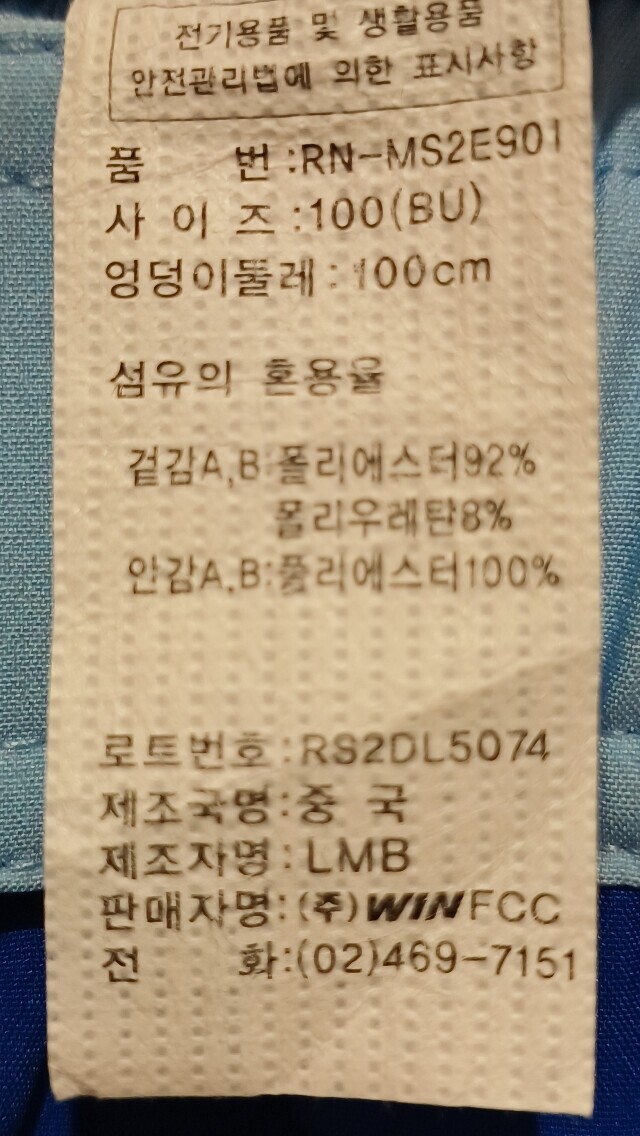 전기용품 및 생활용품
안전관리법에 의한 표시사항
품 번:RN-MS2E901
사 이 즈:100(BU)
엉덩이둘레:100cm
섬유의 혼용율
겉감A,B:폴리에스터92%
폴리우레탄8%
안감A,B:폴리에스터100%
로트번호:RS2DL5074
제조국명:중 국
제조자명:LMB
판매자명:(주)WINFCC
전 화:(02)469-7151